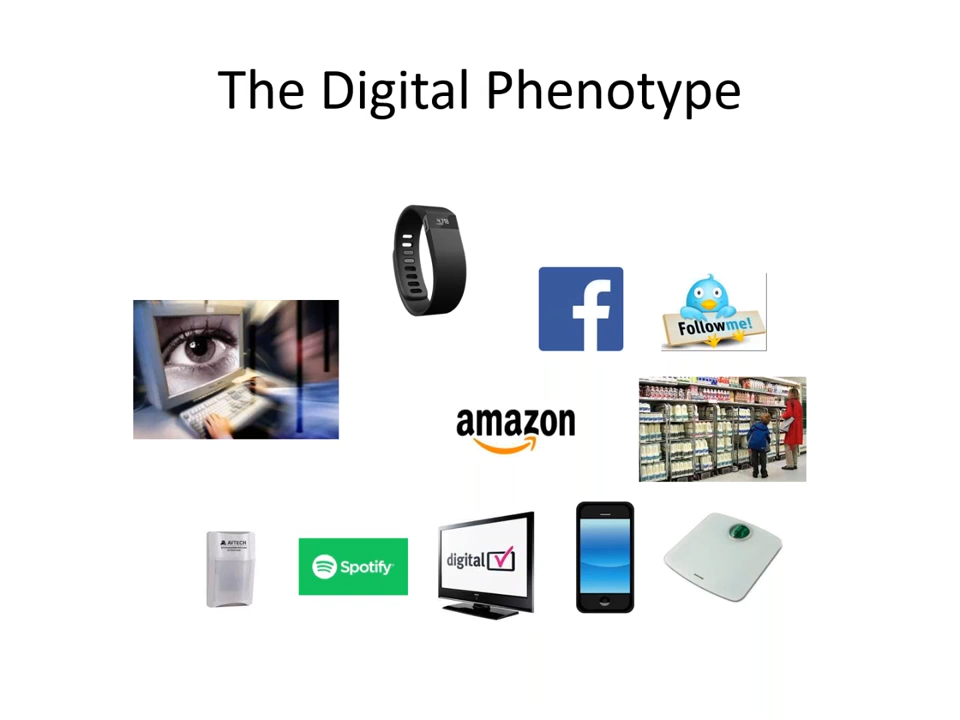 The Digital Phenotype
Follow me!
amazon
AITECH
Spotify
digital